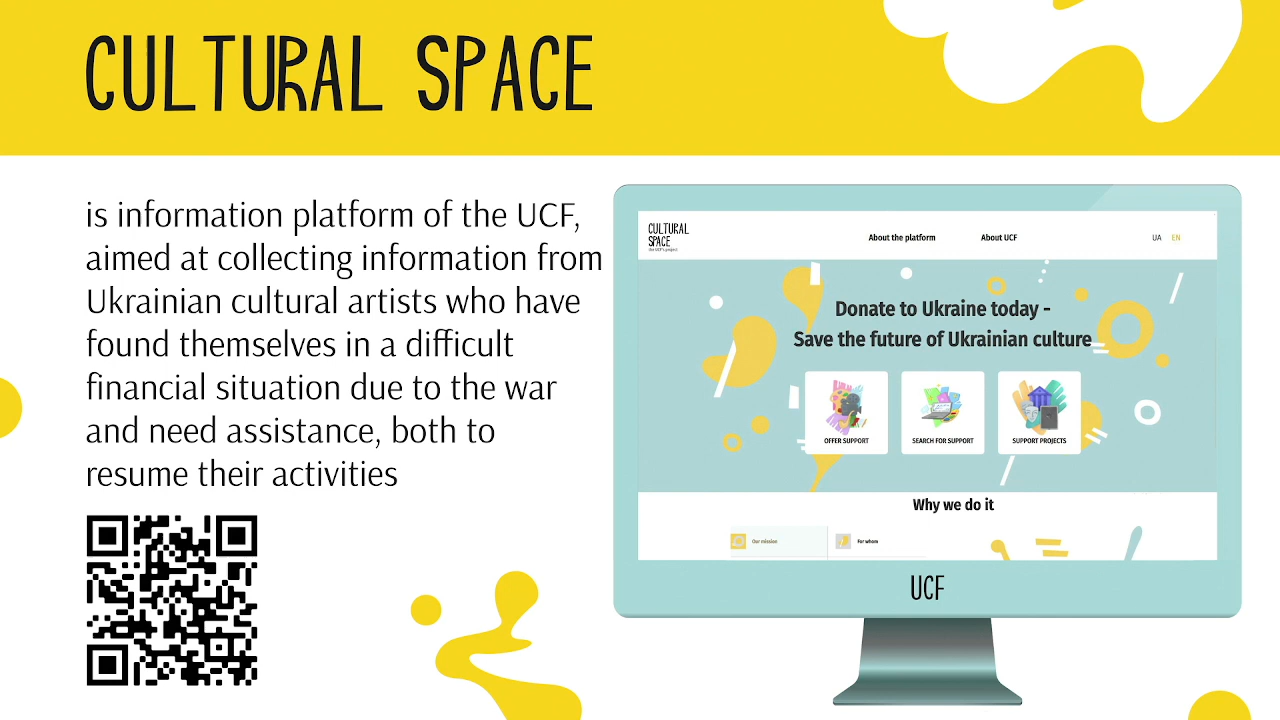 CULTURAL SPACE
is information platform of the UCF,
aimed at collecting information from
Ukrainian cultural artists who have
found themselves in a difficult
financial situation due to the war
and need assistance, both to
resume their activities
CULTURAL
SPACE
the UCF's project
About the platform
About UCF
UA
EN
Donate to Ukraine today -
Save the future of Ukrainian culture
OFFER SUPPORT
SEARCH FOR SUPPORT
SUPPORT PROJECTS
Why we do it
Our mission
For whom
UCF